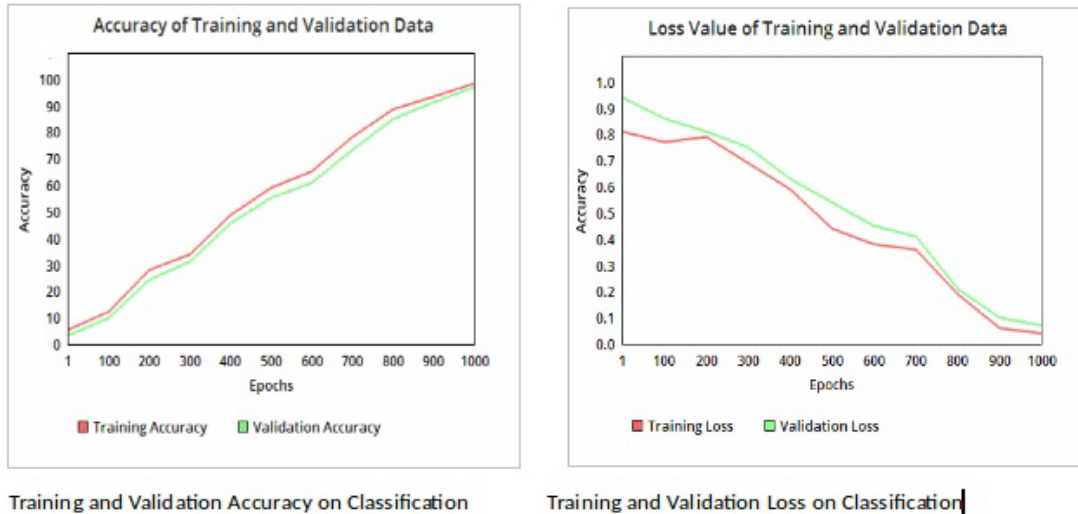 Accuracy of Training and Validation Data
100
90
80
70
60
50
40
30
20
10
0
Accuracy
1 100 200 300 400 500 600 700 800 900 1000
Epochs
Training Accuracy Validation Accuracy
Training and Validation Accuracy on Classification
Loss Value of Training and Validation Data
1.0
0.9
0.8
0.7
0.6
0.5
0.4
0.3
0.2
0.1
0.0
Accuracy
1 100 200 300 400 500 600 700 800 900 1000
Epochs
Training Loss Validation Loss
Training and Validation Loss on Classification